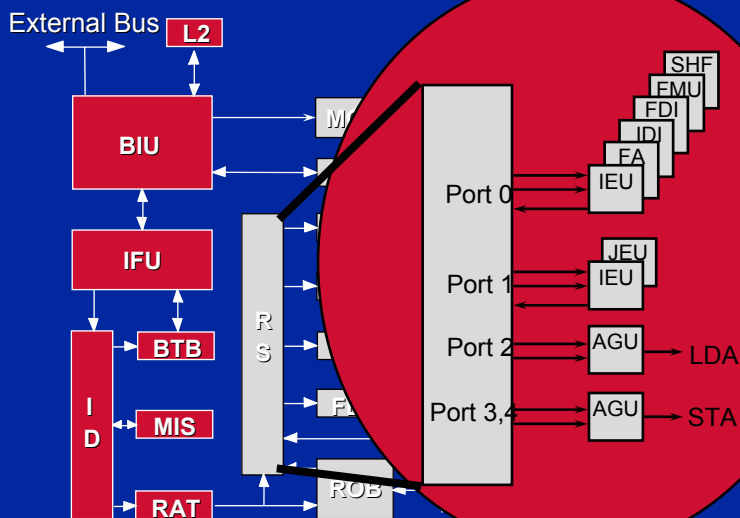 External Bus
L2
BIU
IFU
BTB
I
D
MIS
RAT
R
S
ROB
Port 0
Port 1
Port 2
Port 3,4
SHF
FMU
FDI
IDI
FA
IEU
JEU
IEU
AGU
LDA
AGU
STA